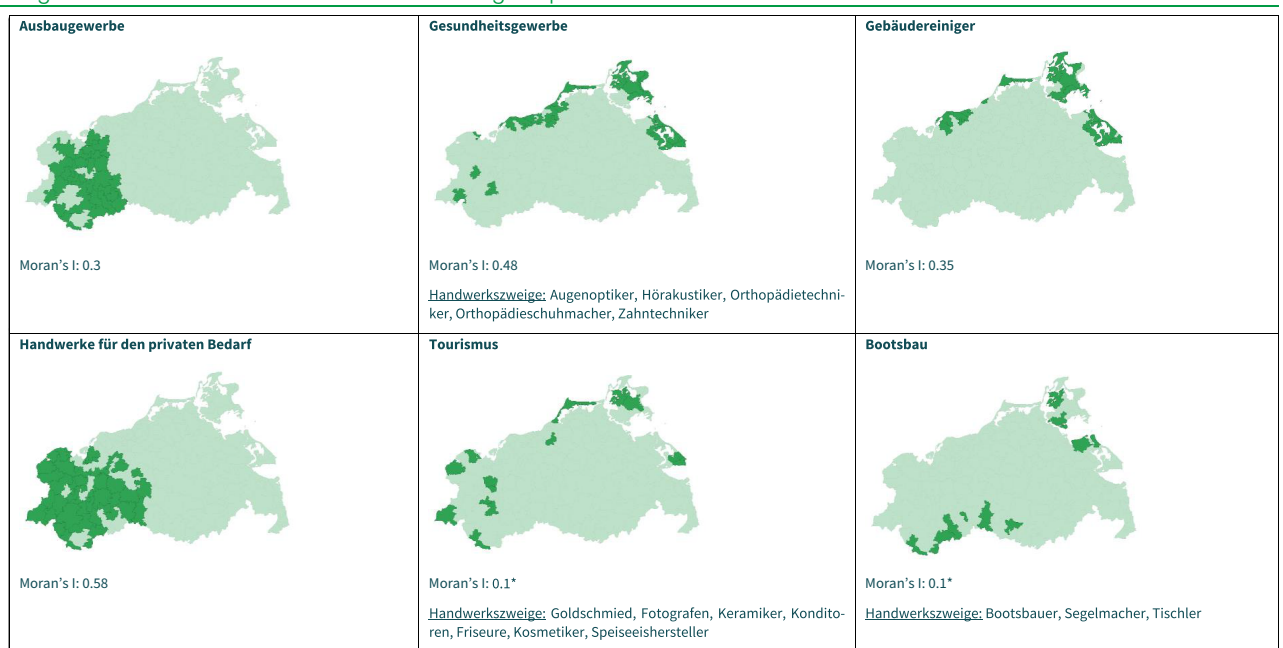 Ausbaugewerbe
Gesundheitsgewerbe
Gebäudereiniger
Moran’s I: 0.3
Moran’s I: 0.48
Moran’s I: 0.35
Handwerkszweige: Augenoptiker, Hörakustiker, Orthopädietechni-
ker, Orthopädieschuhmacher, Zahntechniker
Handwerke für den privaten Bedarf
Tourismus
Bootsbau
Moran’s I: 0.58
Moran’s I: 0.1*
Moran’s I: 0.1*
Handwerkszweige: Goldschmied, Fotografen, Keramiker, Kondito-
ren, Friseure, Kosmetiker, Speiseeishersteller
Handwerkszweige: Bootsbauer, Segelmacher, Tischler